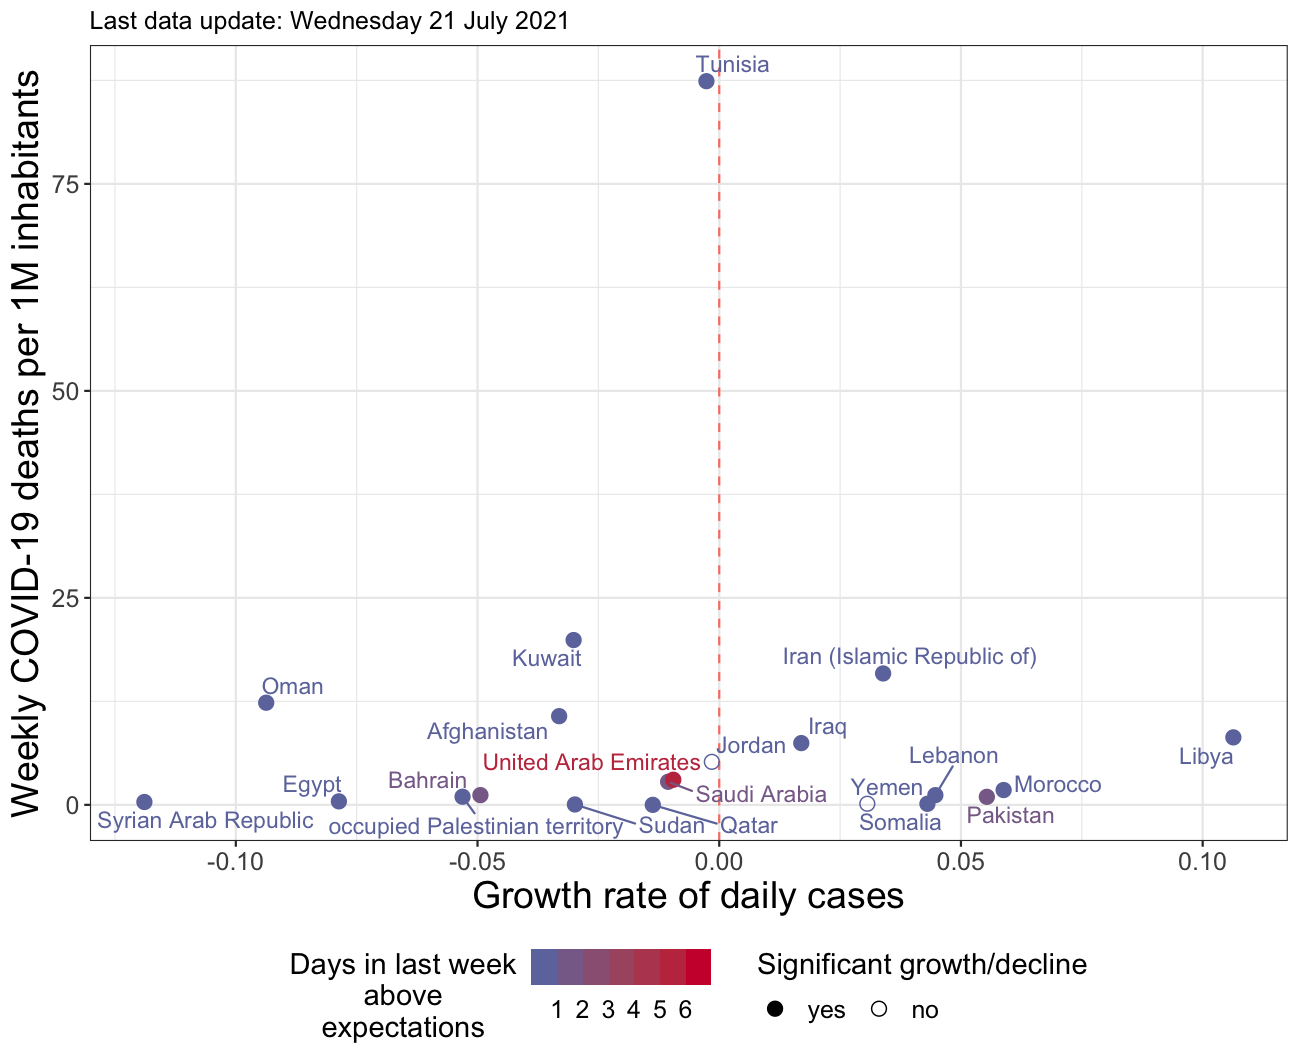 Last data update: Wednesday 21 July 2021
Weekly COVID-19 deaths per 1M inhabitants
75
50
25
0
Tunisia
Kuwait
Iran (Islamic Republic of)
Oman
Afghanistan
Iraq
Jordan
Lebanon
Libya
United Arab Emirates
Bahrain
Egypt
Yemen
Morocco
Saudi Arabia
Pakistan
Syrian Arab Republic
occupied Palestinian territory
Sudan
Qatar
Somalia
-0.10
-0.05
0.00
0.05
0.10
Growth rate of daily cases
Days in last week
above
expectations
1 2 3 4 5 6
Significant growth/decline
yes
no